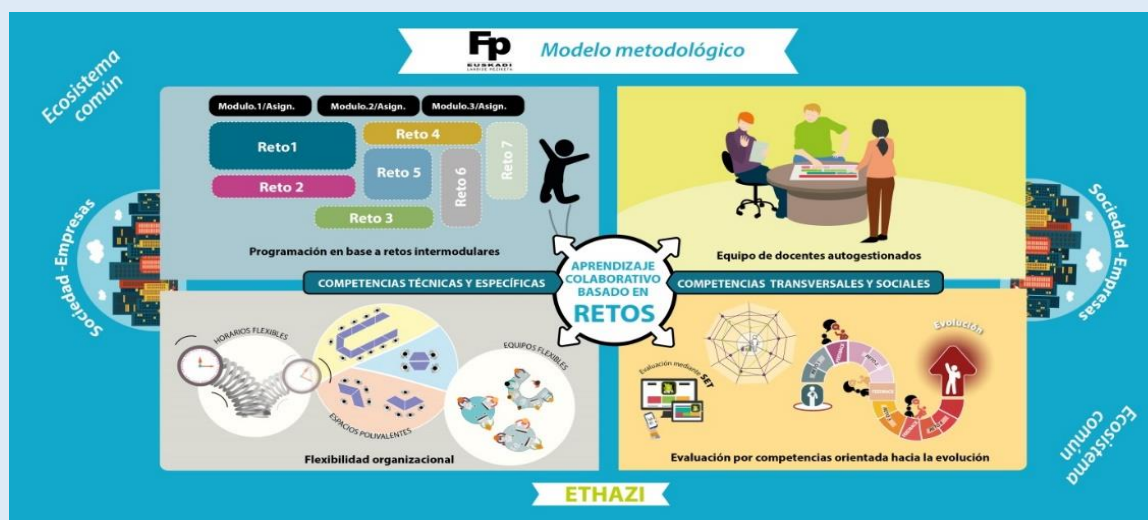 Fp
EUSKADI
LANBIDE HEZIKETA
Modelo metodológico
Ecosistema
común
Sociedad -Empresas
Modulo.1/Asign.
Modulo.2/Asign.
Modulo.3/Asign.
Reto1
Reto 2
Reto 3
Reto 4
Reto 5
Reto 6
Reto 7
Programación en base a retos intermodulares
Equipo de docentes autogestionados
COMPETENCIAS TÉCNICAS Y ESPECÍFICAS
APRENDIZAJE
COLABORATIVO
BASADO EN
RETOS
COMPETENCIAS TRANSVERSALES Y SOCIALES
Sociedad -Empresas
HORARIOS FLEXIBLES
ESPACIOS POLIVALENTES
EQUIPOS FLEXIBLES
Flexibilidad organizacional
Evaluación mediante SET
Evolución
Evaluación por competencias orientada hacia la evolución
Ecosistema
común
ETHAZI